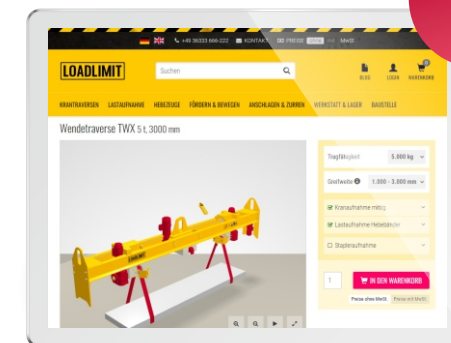 +49 36333 666-222 KONTAKT PREISE MWSt.
LOADLIMIT
Suchen...
BLOG LOGIN WARENKORB
KRANTRAVERSEN LASTAUFNAHME HEBEZEUGE FÖRDERN & BEWEGEN ANSCHLAGEN & ZURREN WERKSTATT & LAGER BAUSTELLE
Wendetraverse TWX 5 t, 3000 mm
Tragfähigkeit 5.000 kg
Greifweite 1.000 - 3.000 mm
Kranaufnahme mittig
Lastaufnahme Hebebänder
Stapleraufnahme
LOADLIMIT
1 IN DEN WARENKORB
Preise ohne MwSt. Preise mit MwSt.